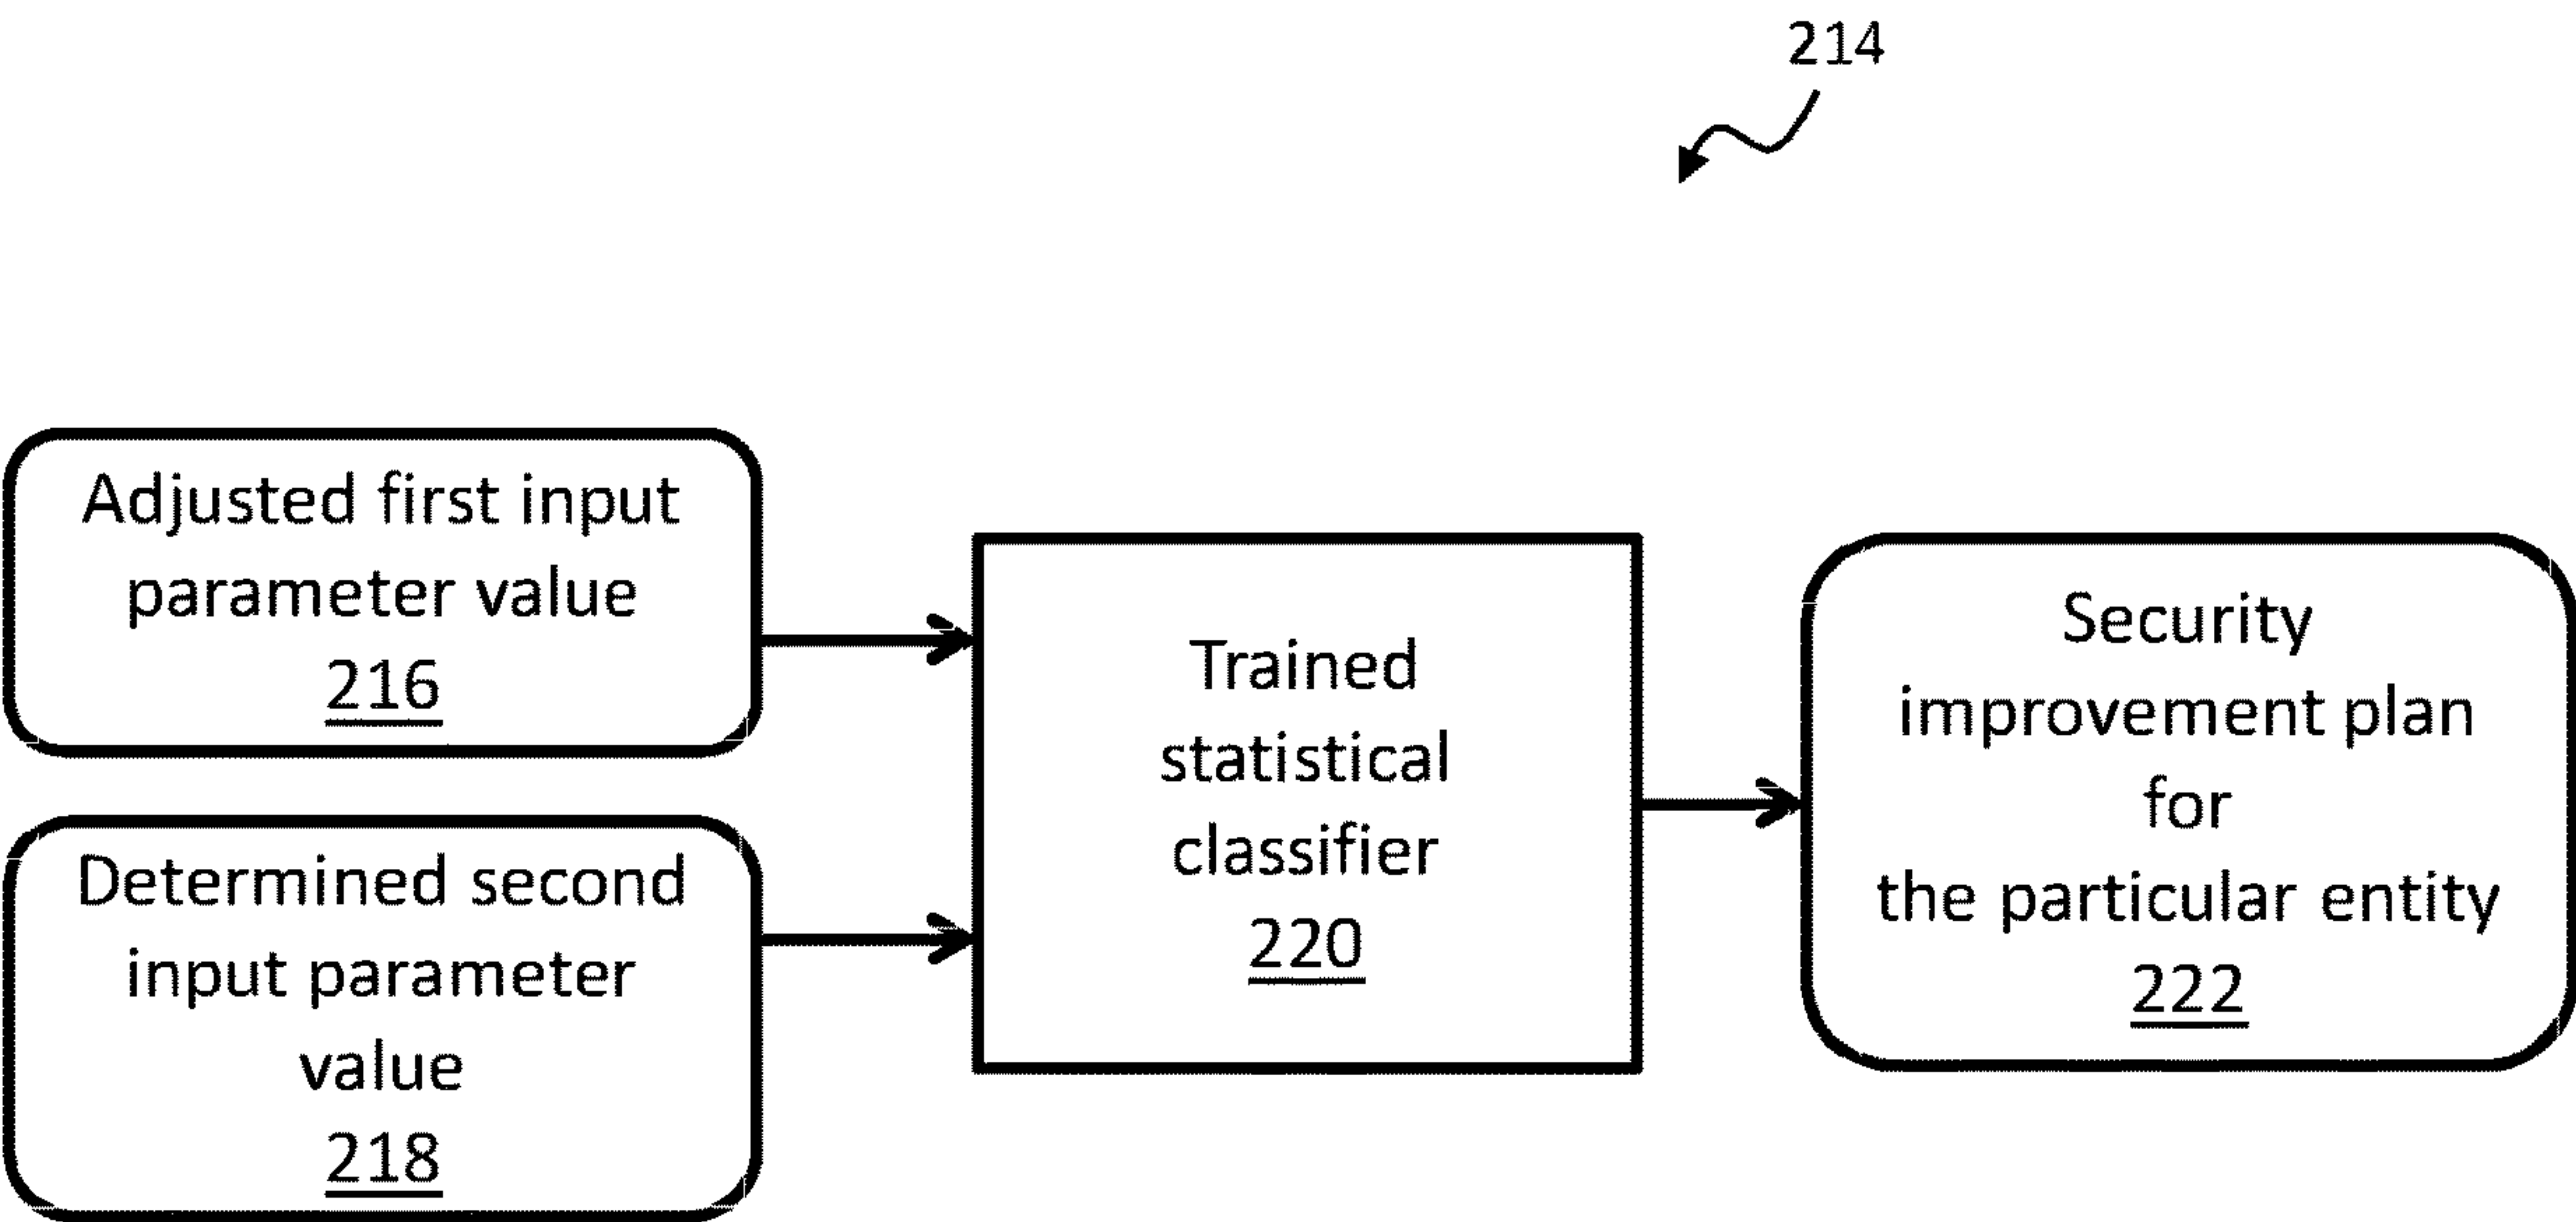 214
Adjusted first input
parameter value
216
Determined second
input parameter
value
218
Trained
statistical
classifier
220
Security
improvement plan
for
the particular entity
222